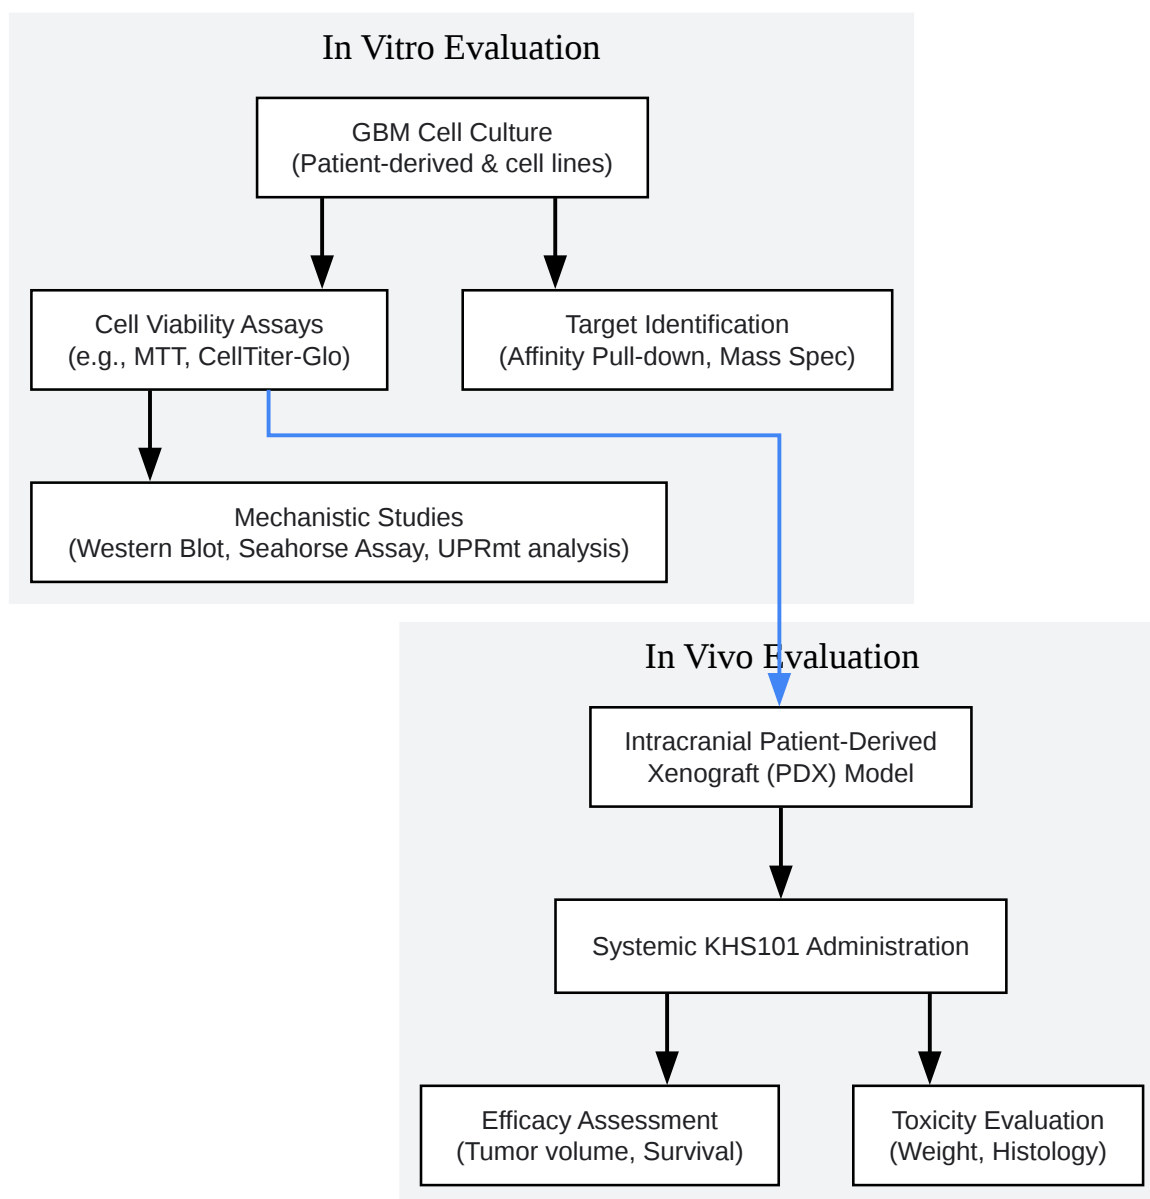 In Vitro Evaluation
GBM Cell Culture
(Patient-derived & cell lines)
Cell Viability Assays
(e.g., MTT, CellTiter-Glo)
Target Identification
(Affinity Pull-down, Mass Spec)
Mechanistic Studies
(Western Blot, Seahorse Assay, UPRmt analysis)
In Vivo Evaluation
Intracranial Patient-Derived
Xenograft (PDX) Model
Systemic KHS101 Administration
Efficacy Assessment
(Tumor volume, Survival)
Toxicity Evaluation
(Weight, Histology)